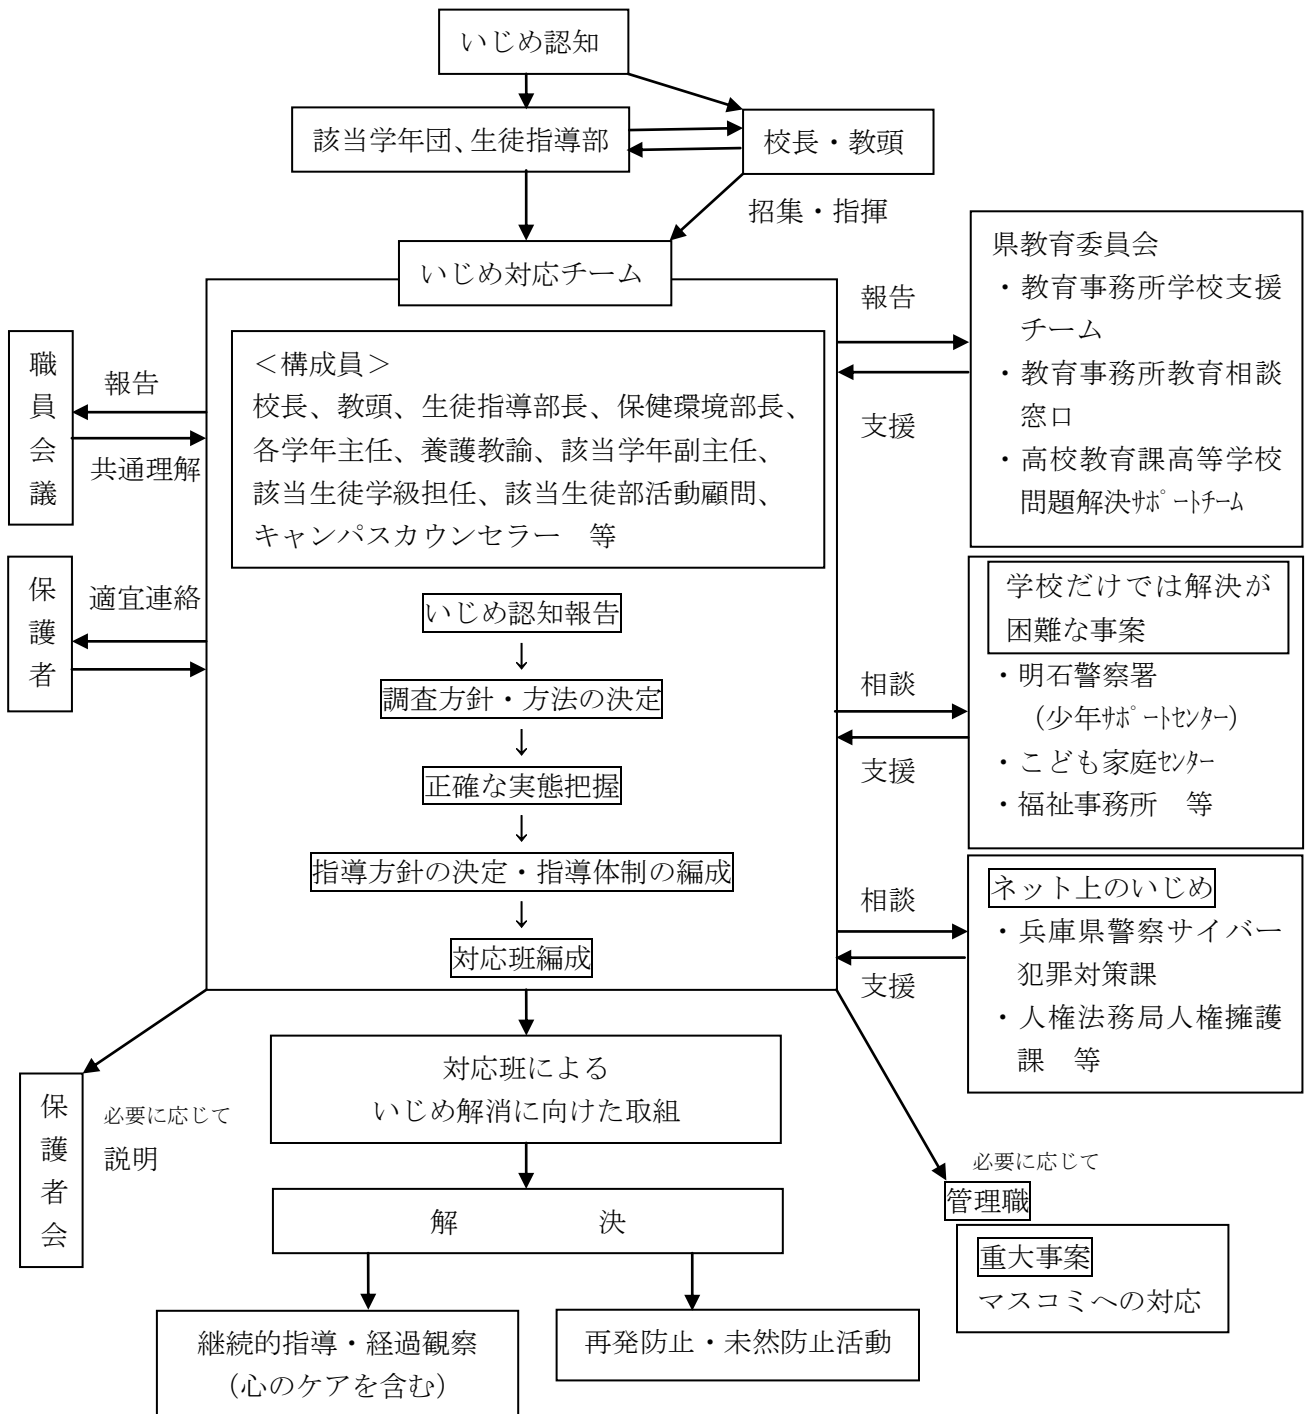 いじめ認知
該当学年団、生徒指導部
校長・教頭
招集・指揮
いじめ対応チーム
＜構成員＞
校長、教頭、生徒指導部長、保健環境部長、
各学年主任、養護教諭、該当学年副主任、
該当生徒学級担任、該当生徒部活動顧問、
キャンパスカウンセラー　等
職員会議
報告
共通理解
保護者
適宜連絡
いじめ認知報告
↓
調査方針・方法の決定
↓
正確な実態把握
↓
指導方針の決定・指導体制の編成
↓
対応班編成
報告
支援
県教育委員会
・教育事務所学校支援
チーム
・教育事務所教育相談
窓口
・高校教育課高等学校
問題解決ｻﾎﾟｰﾄﾁｰﾑ
相談
支援
学校だけでは解決が
困難な事案
・明石警察署
（少年ｻﾎﾟｰﾄｾﾝﾀｰ）
・こども家庭ｾﾝﾀｰ
・福祉事務所　等
相談
支援
ネット上のいじめ
・兵庫県警察サイバー
犯罪対策課
・人権法務局人権擁護
課　等
保護者会
必要に応じて
説明
対応班による
いじめ解消に向けた取組
解　　　　　決
継続的指導・経過観察
（心のケアを含む）
再発防止・未然防止活動
必要に応じて
管理職
重大事案
マスコミへの対応